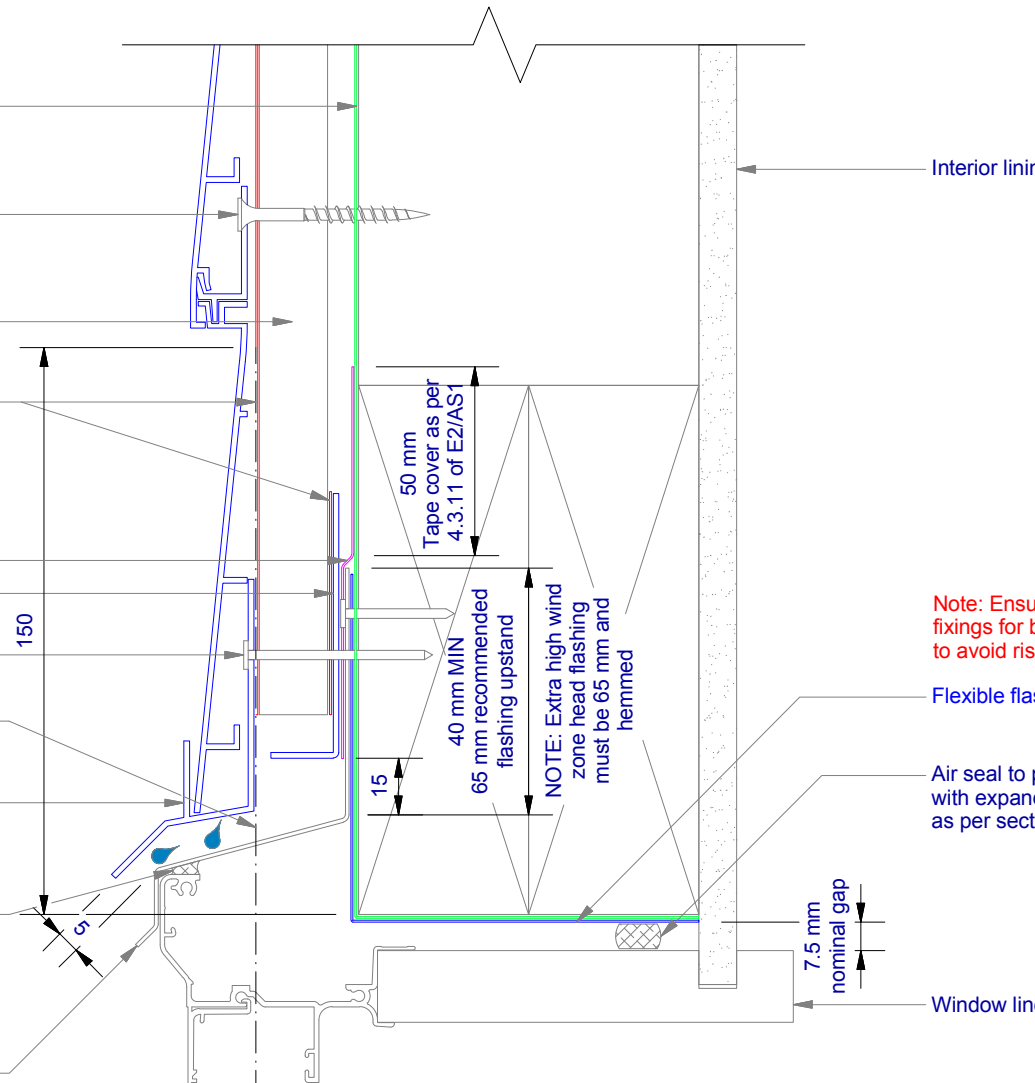 Interior linin
50 mm
Tape cover as per
4.3.11 of E2/AS1
150
40 mm MIN
65 mm recommended
flashing upstand
NOTE: Extra high wind
zone head flashing
must be 65 mm and
hemmed
Note: Ensu
fixings for b
to avoid ris
Flexible flas
15
Air seal to p
with expand
as per sect
5
7.5 mm
nominal gap
Window line